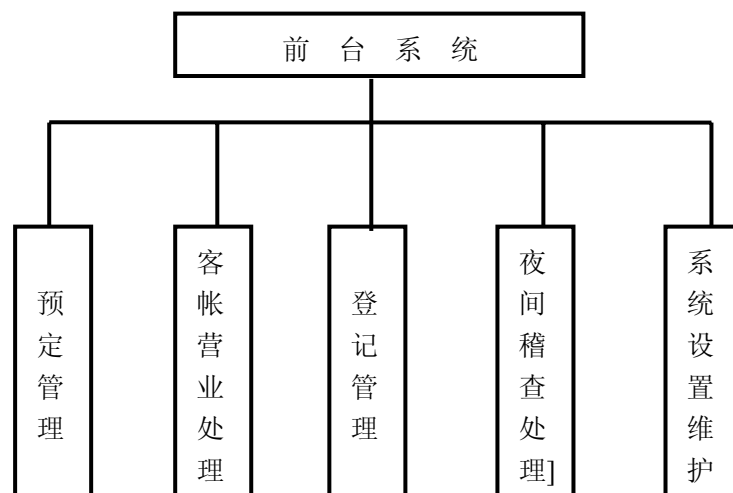 前台系统
预定管理
客帐营业处理
登记管理
夜间稽查处理]
系统设置维护